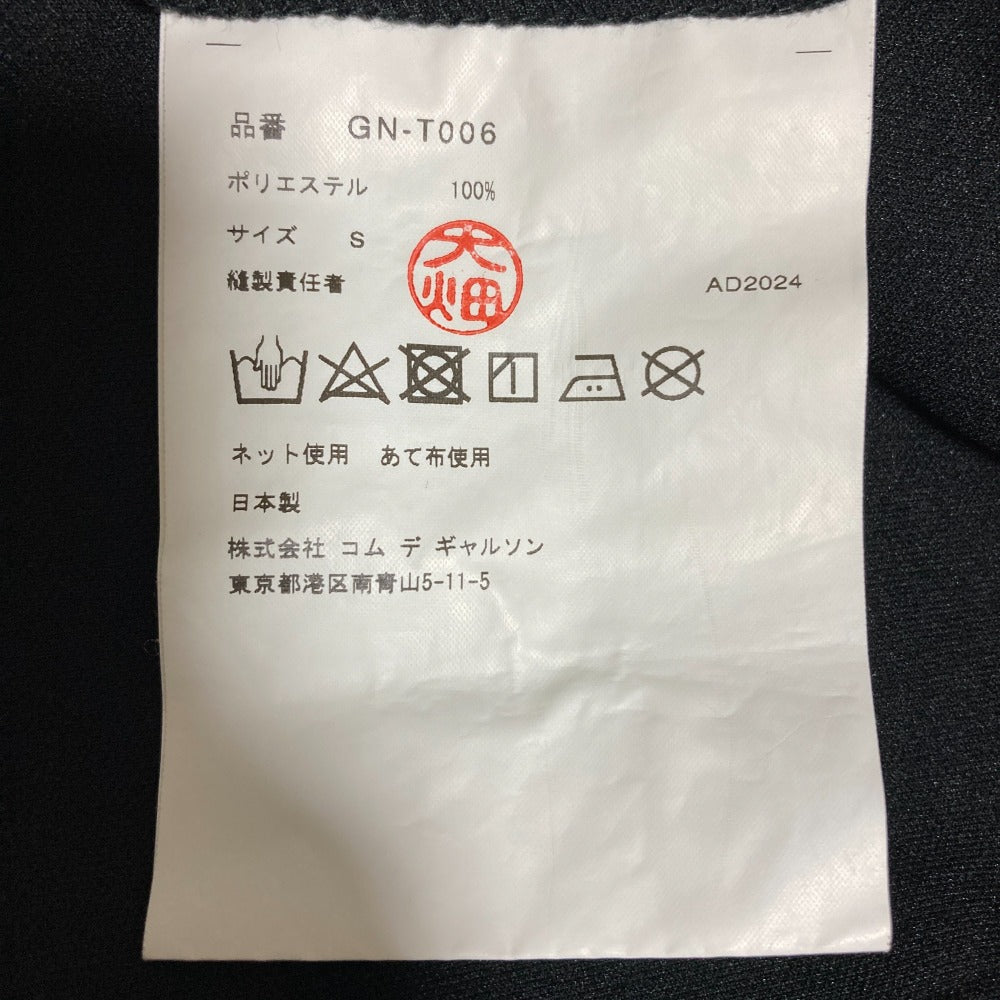 品番 GN-T006
ポリエステル 100%
サイズ S
大畑
縫製責任者
AD2024
ネット使用 あて布使用
日本製
株式会社 コム デ ギャルソン
東京都港区南青山5-11-5